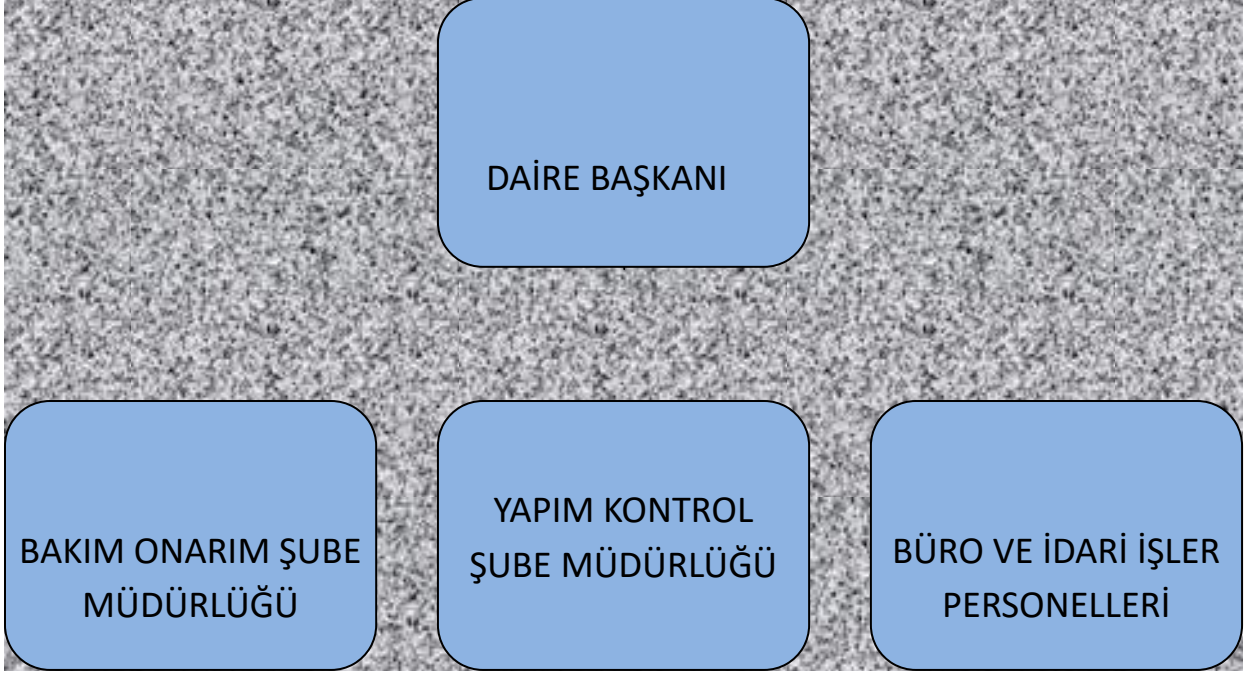 DAİRE BAŞKANI
BAKIM ONARIM ŞUBE
MÜDÜRLÜĞÜ
YAPIM KONTROL
ŞUBE MÜDÜRLÜĞÜ
BÜRO VE İDARİ İŞLER
PERSONELLERİ